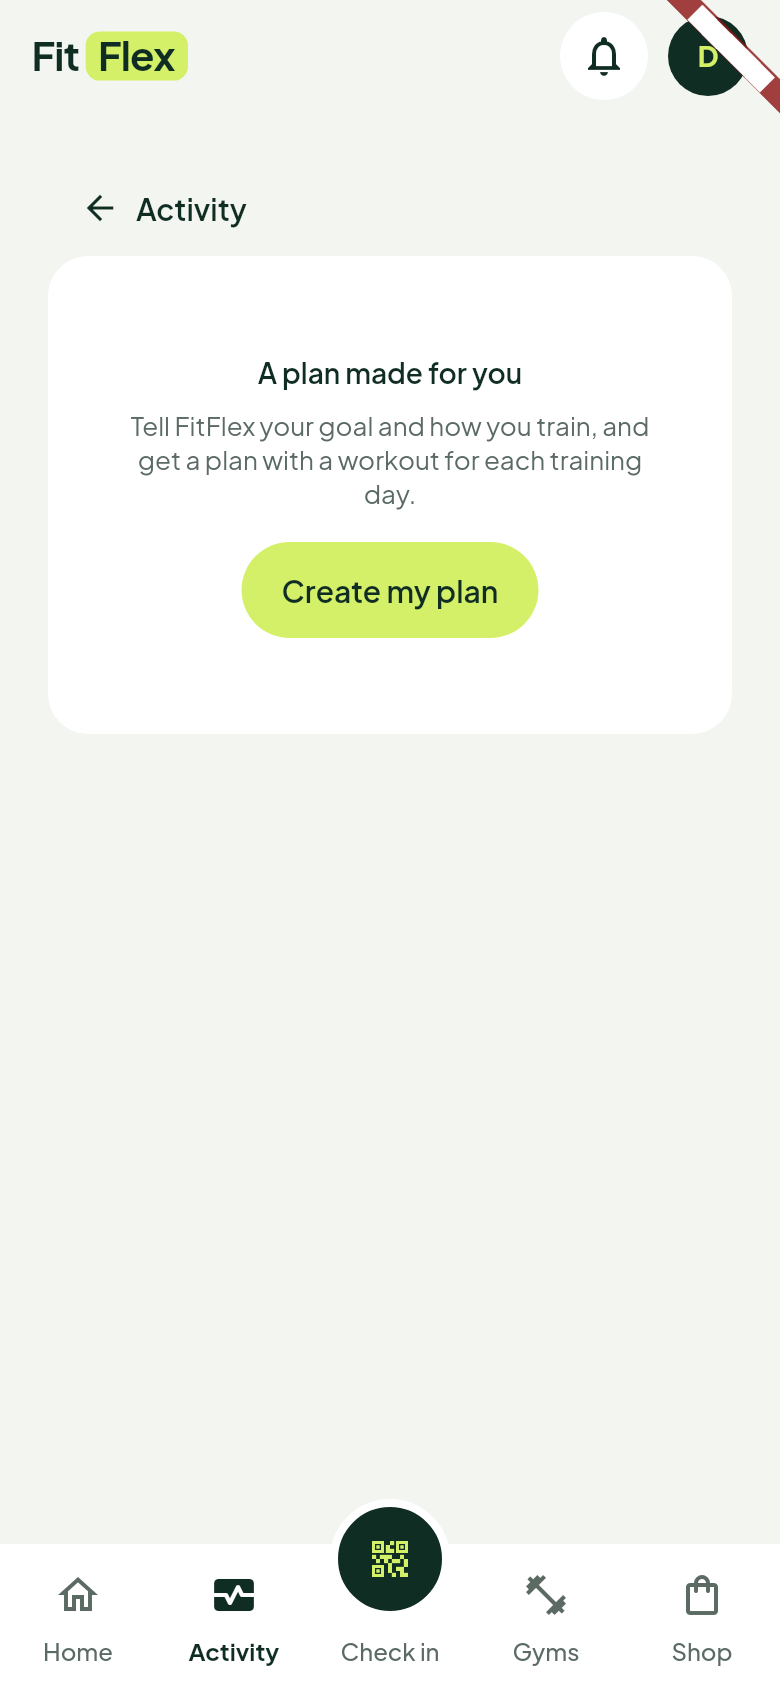 Fit Flex
D
Activity
A plan made for you
Tell FitFlex your goal and how you train, and
get a plan with a workout for each training
day.
Create my plan
Home
Activity
Check in
Gyms
Shop